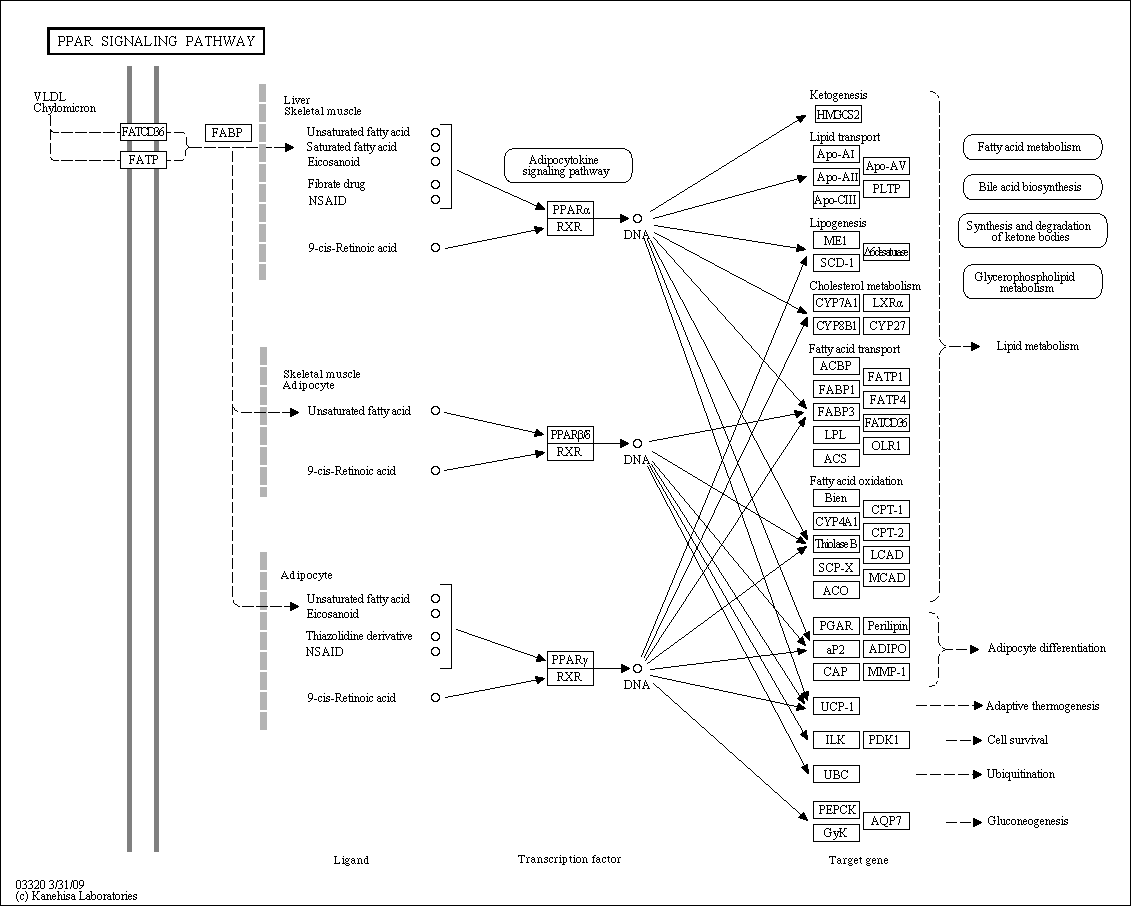 PPAR SIGNALING PATHWAY
VLDL
Chylomicron
FATCD36
FATP
FABP
Liver
Skeletal muscle
Unsaturated fatty acid
Saturated fatty acid
Eicosanoid
Fibrate drug
NSAID
9-cis-Retinoic acid
Adipocytokine
signaling pathway
PPARα
RXR
DNA
Skeletal muscle
Adipocyte
Unsaturated fatty acid
9-cis-Retinoic acid
PPARβ/δ
RXR
DNA
Adipocyte
Unsaturated fatty acid
Eicosanoid
Thiazolidine derivative
NSAID
9-cis-Retinoic acid
PPARγ
RXR
DNA
Ketogenesis
HMGCS2
Lipid transport
Apo-AI
Apo-AV
Apo-AII
PLTP
Apo-CIII
Lipogenesis
ME1
SCD-1
Cholesterol metabolism
CYP7A1 LXRα
CYP8B1 CYP27
Fatty acid transport
ACBP
FATP1
FABP1
FATP4
FABP3
FATCD36
LPL
OLR1
ACS
Fatty acid oxidation
Bien
CPT-1
CYP4A1
CPT-2
Thiolase B
LCAD
SCP-X
MCAD
ACO
PGAR Perilipin
aP2 ADIPO
CAP MMP-1
UCP-1
ILK PDK1
UBC
PEPCK
AQP7
GyK
Fatty acid metabolism
Bile acid biosynthesis
Synthesis and degradation
of ketone bodies
Glycerophospholipid
metabolism
Lipid metabolism
Adipocyte differentiation
Adaptive thermogenesis
Cell survival
Ubiquitination
Gluconeogenesis
Ligand
Transcription factor
Target gene
03320 3/31/09
(c) Kanehisa Laboratories